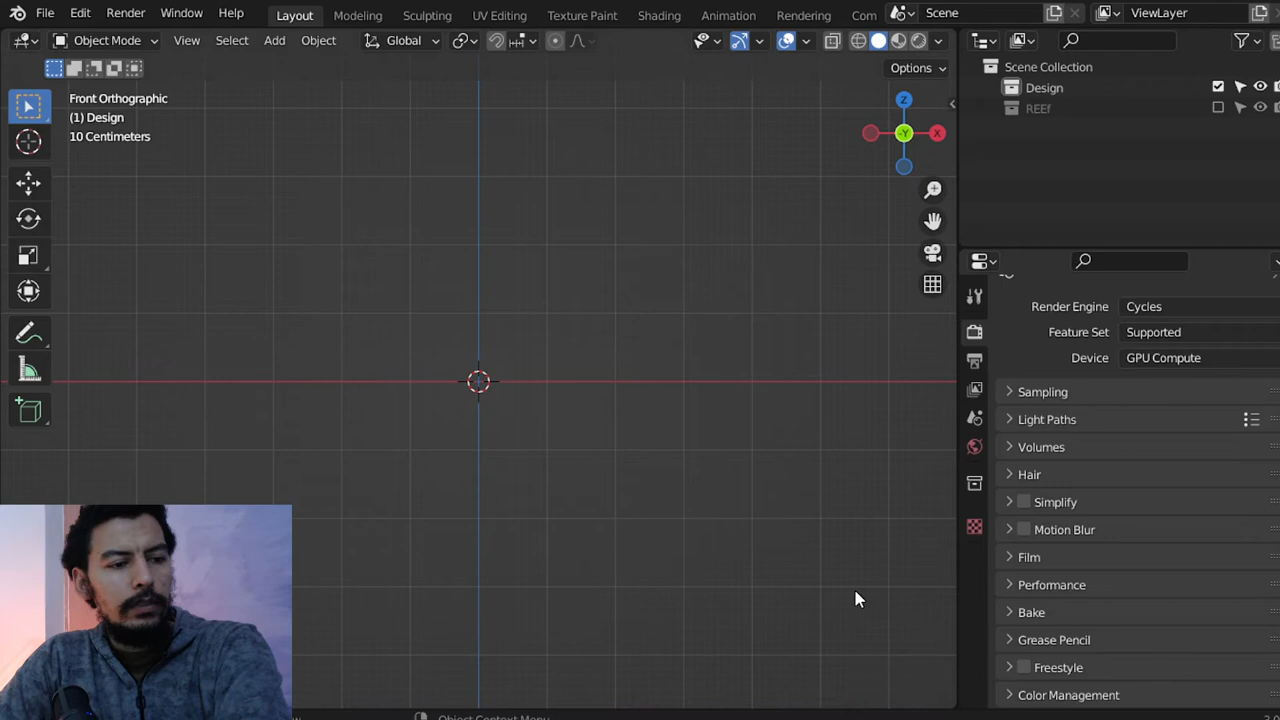 File Edit Render Window Help Layout Modeling Sculpting UV Editing Texture Paint Shading Animation Rendering Com Scene ViewLayer
Object Mode View Select Add Object Global
Options
Front Orthographic
(1) Design
10 Centimeters
Z
-Y
X
Scene Collection
Design
REEf
Render Engine Cycles
Feature Set Supported
Device GPU Compute
Sampling
Light Paths
Volumes
Hair
Simplify
Motion Blur
Film
Performance
Bake
Grease Pencil
Freestyle
Color Management
Object Context Menu